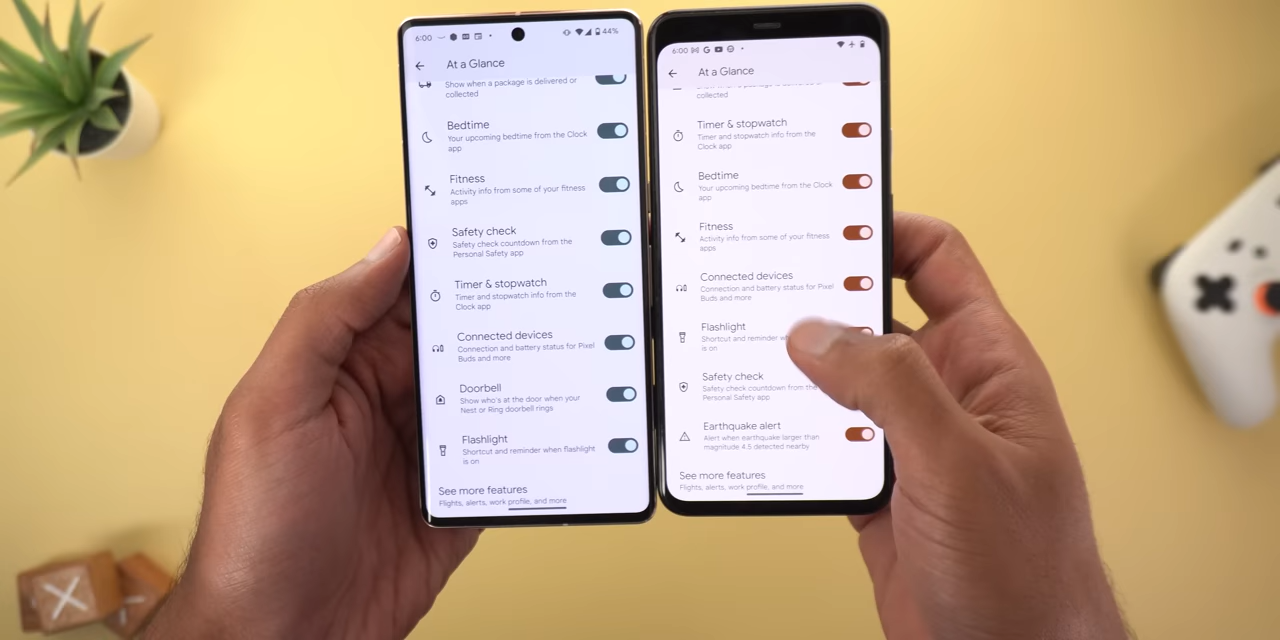 6:00
44%
At a Glance
Show when a package is delivered or
collected
Bedtime
Your upcoming bedtime from the Clock
app
Fitness
Activity info from some of your fitness
apps
Safety check
Safety check countdown from the
Personal Safety app
Timer & stopwatch
Timer and stopwatch info from the
Clock app
Connected devices
Connection and battery status for Pixel
Buds and more
Doorbell
Show who's at the door when your
Nest or Ring doorbell rings
Flashlight
Shortcut and reminder when flashlight
is on
See more features
Flights, alerts, work profile, and more
6:00
At a Glance
collected
Timer & stopwatch
Timer and stopwatch info from the
Clock app
Bedtime
Your upcoming bedtime from the Clock
app
Fitness
Activity info from some of your fitness
apps
Connected devices
Connection and battery status for Pixel
Buds and more
Flashlight
Shortcut and reminder
is on
Safety check
Safety check countdown from the
Personal Safety app
Earthquake alert
Alert when earthquake larger than
magnitude 4.5 detected nearby
See more features
Flights, alerts, work profile, and more
X